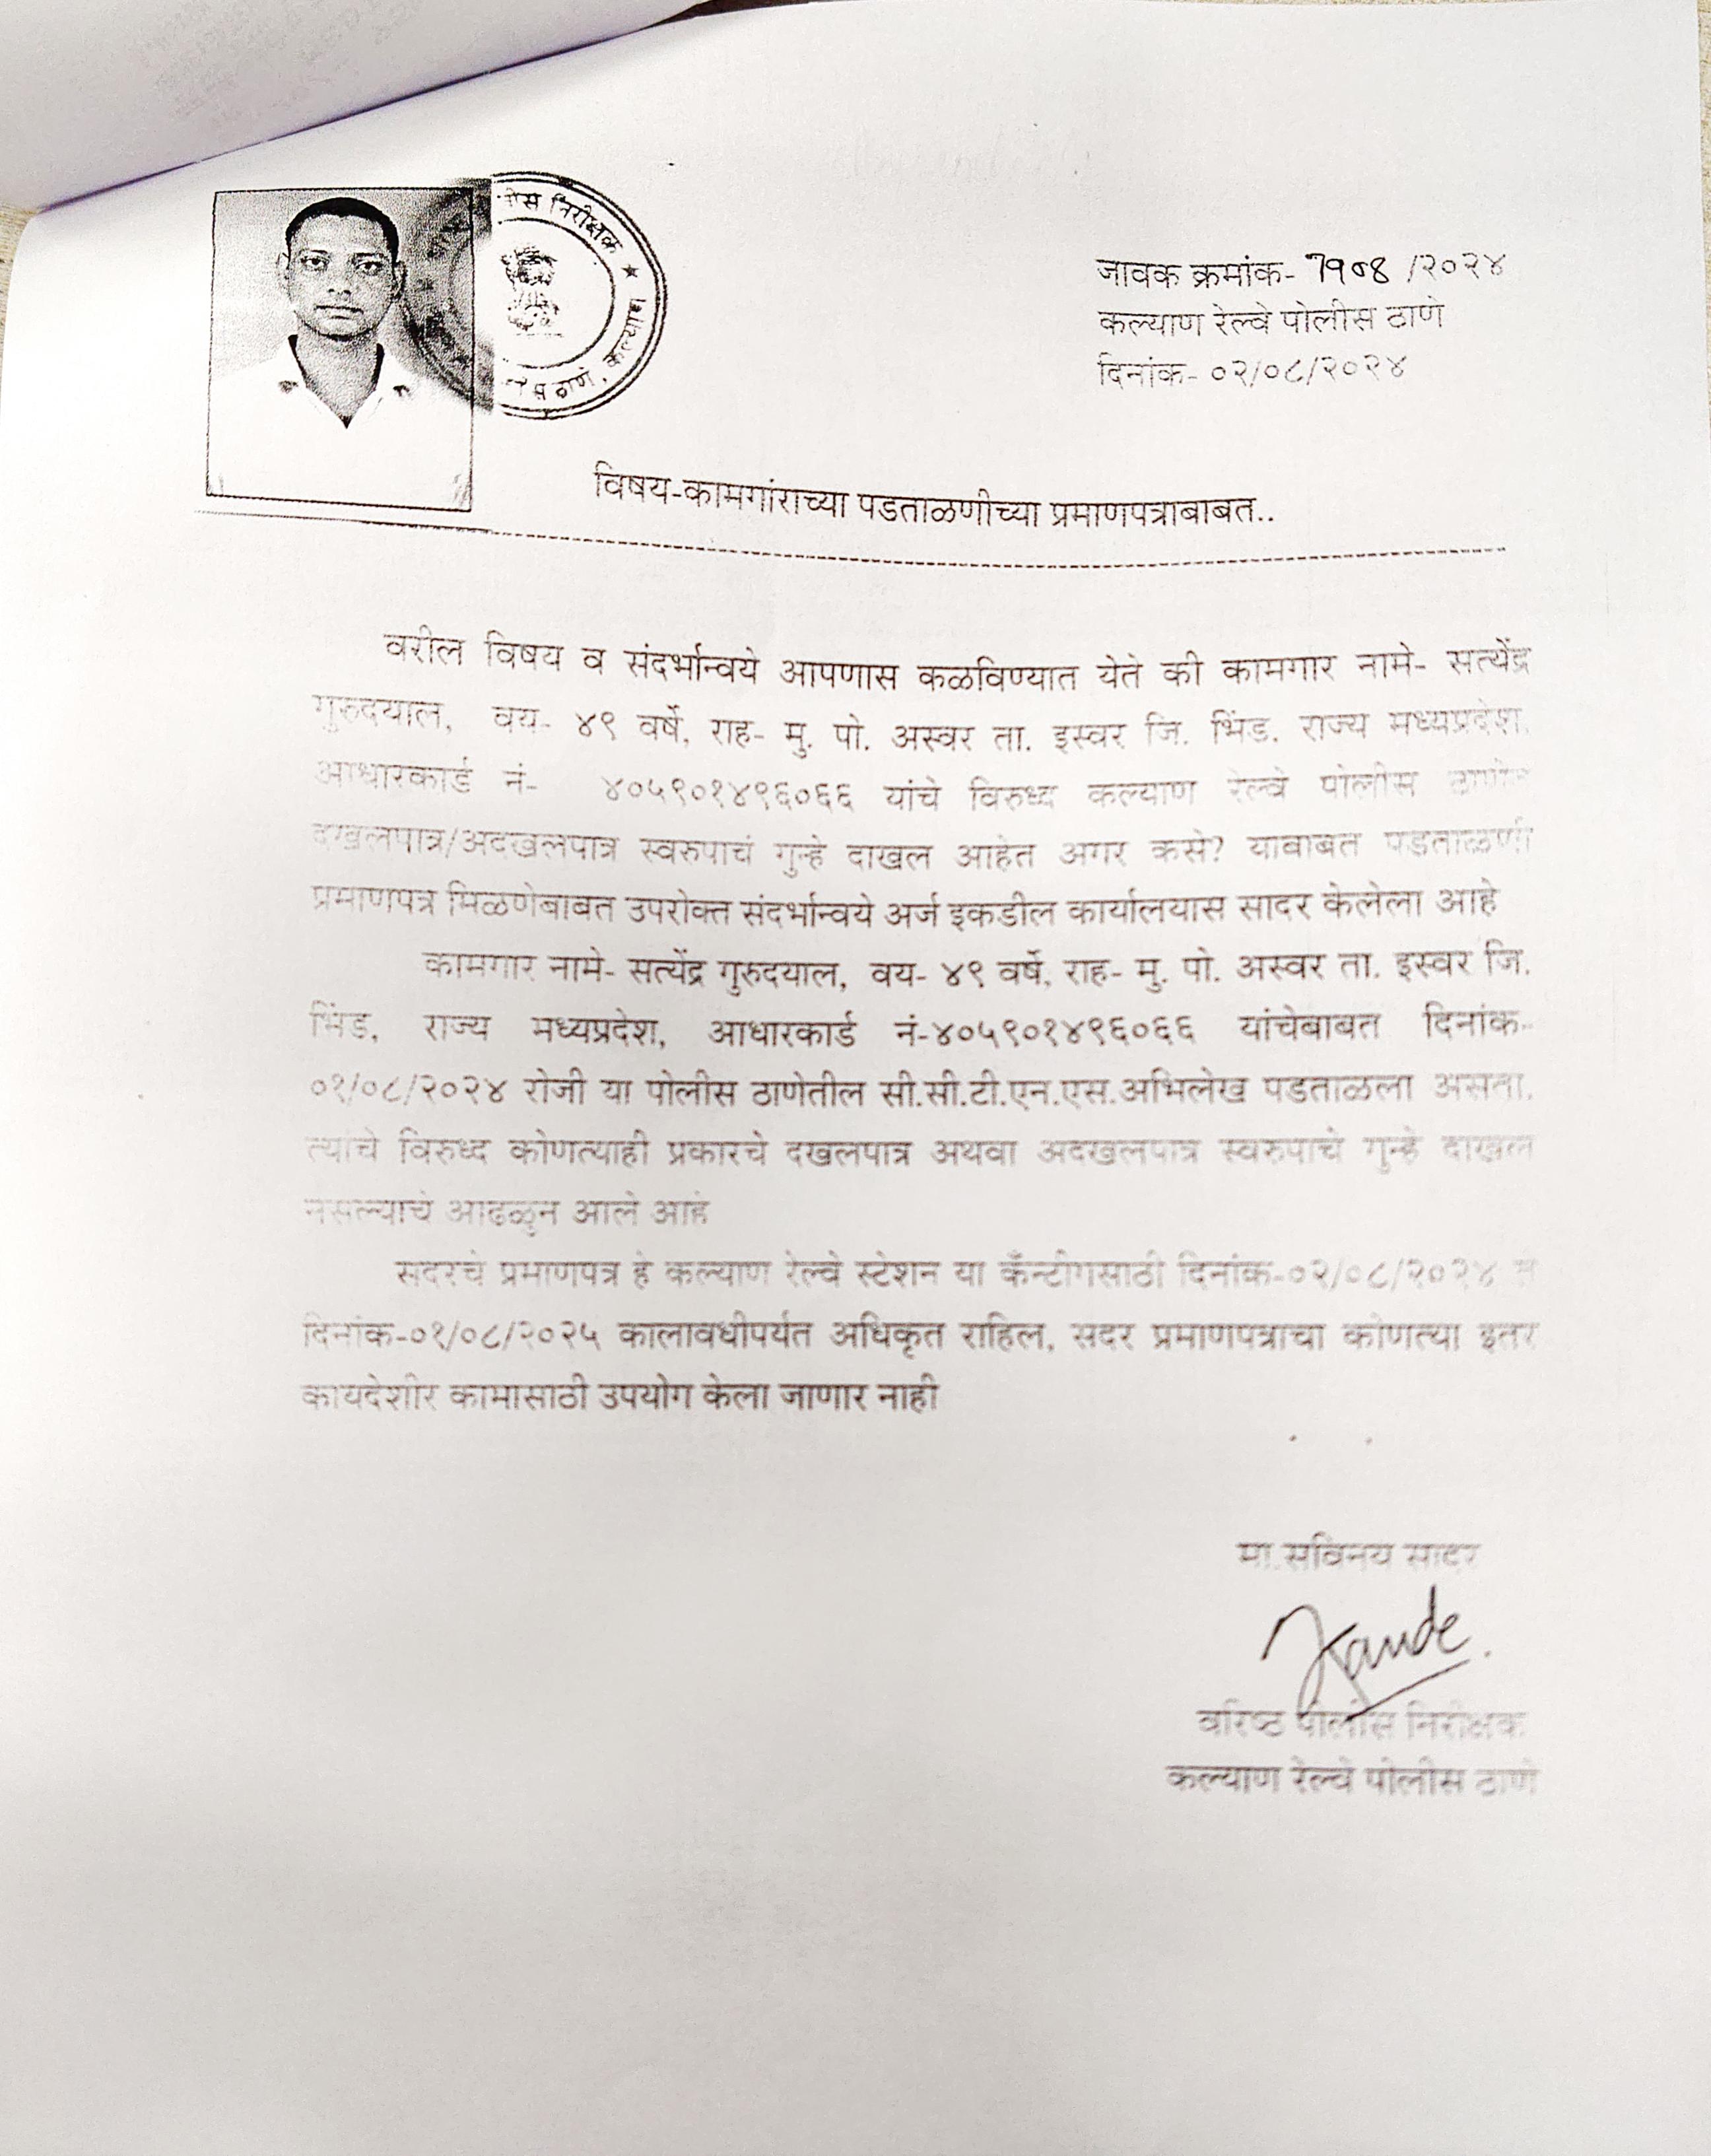 पोलीस निरीक्षक ★
ठाणे, कल्याण
जावक क्रमांक- 7908 /२०२४
कल्याण रेल्वे पोलीस ठाणे
दिनांक- ०२/०८/२०२४
विषय-कामगांराच्या पडताळणीच्या प्रमाणपत्राबाबत..
वरील विषय व संदर्भान्वये आपणास कळविण्यात येते की कामगार नामे- सत्येंद्र
गुरुदयाल, वय- ४९ वर्षे, राह- मु. पो. अस्वर ता. इस्वर जि. भिंड, राज्य मध्यप्रदेश,
आधारकार्ड नं- ४०५९०१४९६०६६ यांचे विरुध्द कल्याण रेल्वे पोलीस
दखलपात्र/अदखलपात्र स्वरुपाचे गुन्हे दाखल आहेत अगर कसे? याबाबत पडताळणी
प्रमाणपत्र मिळणेबाबत उपरोक्त संदर्भान्वये अर्ज इकडील कार्यालयास सादर केलेला आहे
कामगार नामे- सत्येंद्र गुरुदयाल, वय- ४९ वर्षे, राह- मु. पो. अस्वर ता. इस्वर जि.
भिंड, राज्य मध्यप्रदेश, आधारकार्ड नं-४०५९०१४९६०६६ यांचेबाबत दिनांक-
०१/०८/२०२४ रोजी या पोलीस ठाणेतील सी.सी.टी.एन.एस.अभिलेख पडताळला असता,
त्यांचे विरुध्द कोणत्याही प्रकारचे दखलपात्र अथवा अदखलपात्र स्वरुपाचे गुन्हे दाखल
नसल्याचे आढळुन आले आहे
सदरचे प्रमाणपत्र हे कल्याण रेल्वे स्टेशन या कँन्टीगसाठी दिनांक-०२/०८/२०२४
दिनांक-०१/०८/२०२५ कालावधीपर्यंत अधिकृत राहिल, सदर प्रमाणपत्राचा कोणत्या इतर
कायदेशीर कामासाठी उपयोग केला जाणार नाही
मा.सविनय सादर
वरिष्ठ पोलीस निरीक्षक
कल्याण रेल्वे पोलीस ठाणे